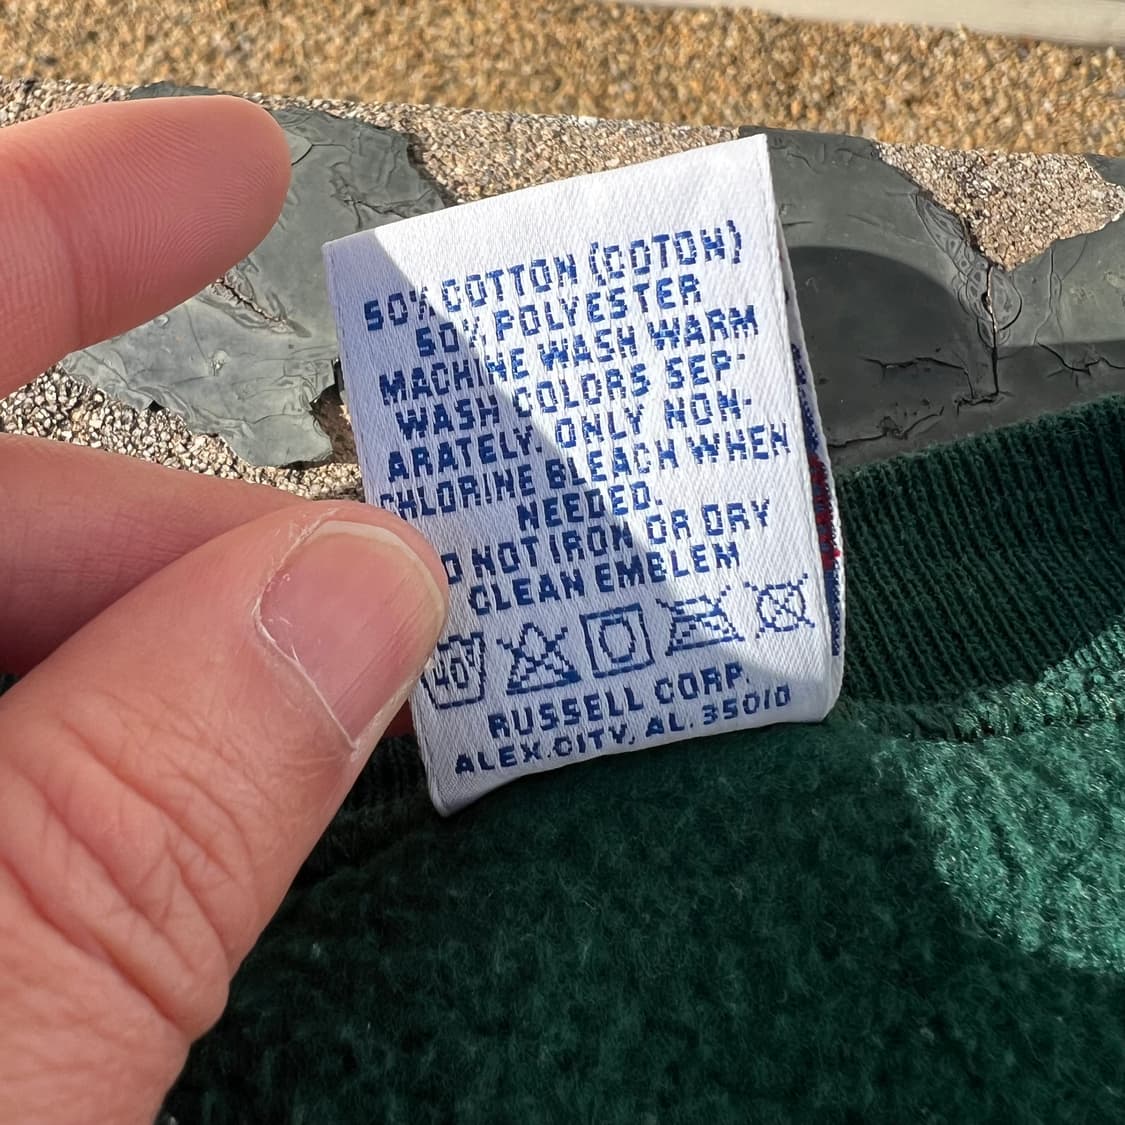 50% COTTON (COTON)
50% POLYESTER
MACHINE WASH WARM
WASH COLORS SEP-
ARATELY. ONLY NON-
CHLORINE BLEACH WHEN
NEEDED.
DO NOT IRON OR DRY
CLEAN EMBLEM
40°
RUSSELL CORP.
ALEX.CITY, AL. 35010